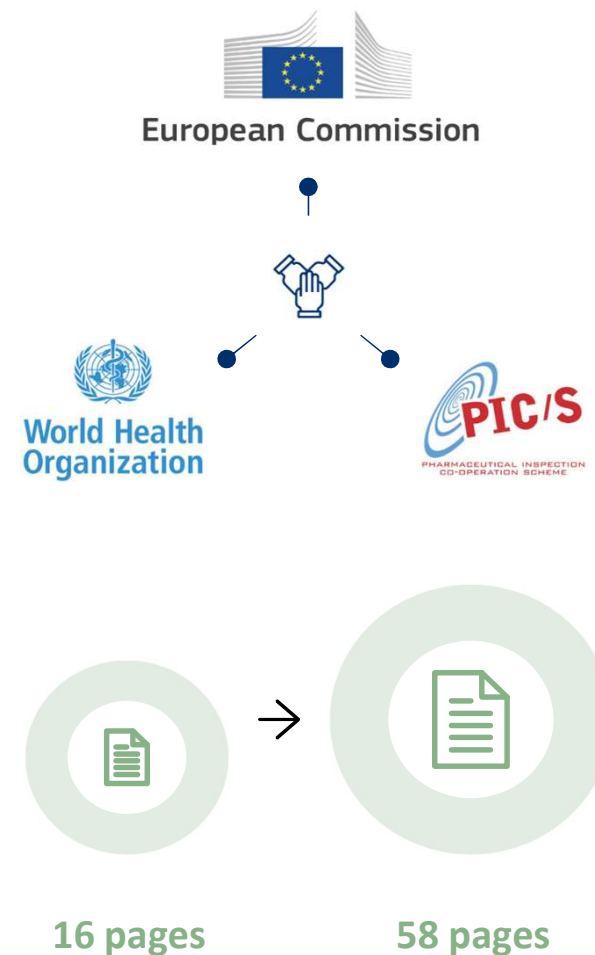 European Commission
World Health
Organization
PIC/S
PHARMACEUTICAL INSPECTION
CO-OPERATION SCHEME
16 pages
58 pages